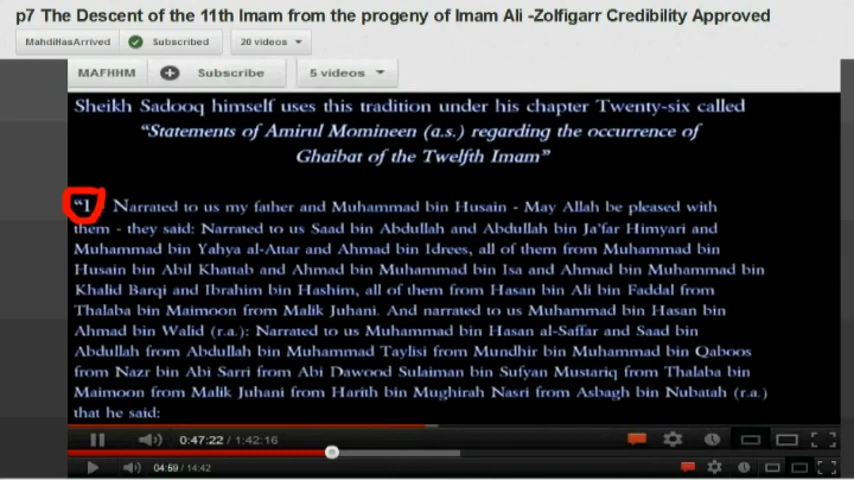 p7 The Descent of the 11th Imam from the progeny of Imam Ali -Zolfigarr Credibility Approved
MahdiHasArrived Subscribed 20 videos
MAFHHM Subscribe 5 videos
Sheikh Sadooq himself uses this tradition under his chapter Twenty-six called
“Statements of Amirul Momineen (a.s.) regarding the occurrence of
Ghaibat of the Twelfth Imam”
“1 Narrated to us my father and Muhammad bin Husain - May Allah be pleased with
them - they said: Narrated to us Saad bin Abdullah and Abdullah bin Ja'far Himyari and
Muhammad bin Yahya al-Attar and Ahmad bin Idrees, all of them from Muhammad bin
Husain bin Abil Khattab and Ahmad bin Muhammad bin Isa and Ahmad bin Muhammad bin
Khalid Barqi and Ibrahim bin Hashim, all of them from Hasan bin Ali bin Faddal from
Thalaba bin Maimoon from Malik Juhani. And narrated to us Muhammad bin Hasan bin
Ahmad bin Walid (r.a.): Narrated to us Muhammad bin Hasan al-Saffar and Saad bin
Abdullah from Abdullah bin Muhammad Taylisi from Mundhir bin Muhammad bin Qaboos
from Nazr bin Abi Sarri from Abi Dawood Sulaiman bin Sufyan Mustariq from Thalaba bin
Maimoon from Malik Juhani from Harith bin Mughirah Nasri from Asbagh bin Nubatah (r.a.)
that he said:
0:47:22 / 1:42:16
04:59 / 14:42